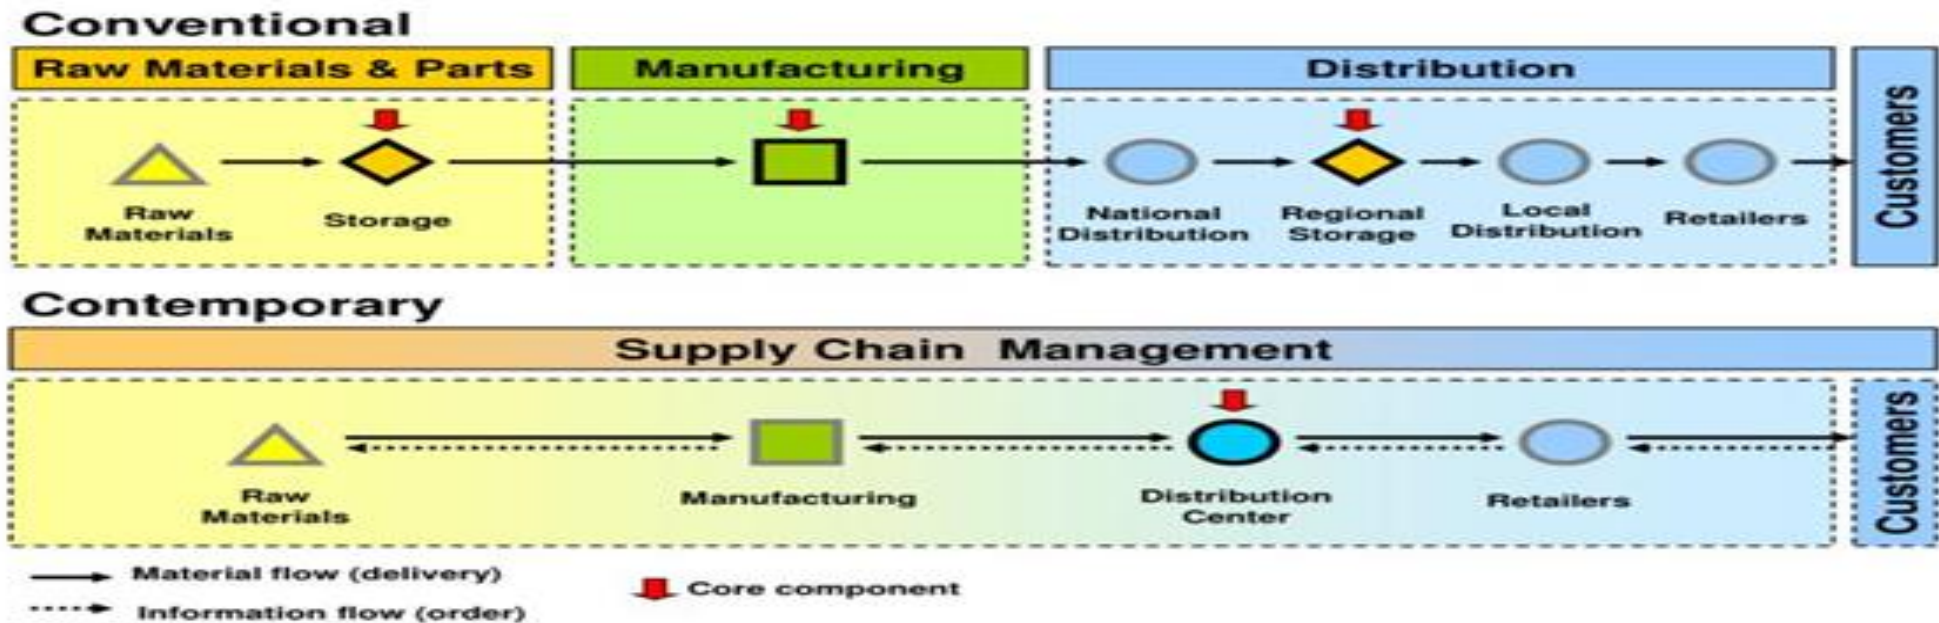 Conventional
Raw Materials & Parts
Manufacturing
Distribution
Customers
Raw
Materials
Storage
National
Distribution
Regional
Storage
Local
Distribution
Retailers
Contemporary
Supply Chain Management
Customers
Raw
Materials
Manufacturing
Distribution
Center
Retailers
Material flow (delivery)
Information flow (order)
Core component